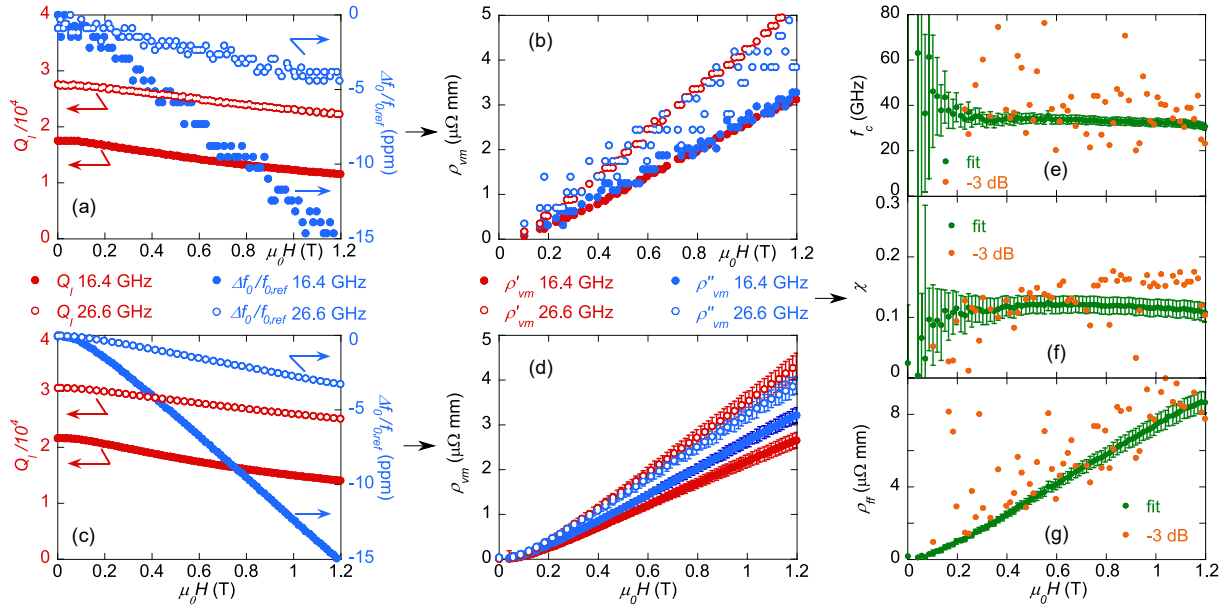 4
3
2
1
0
Q_l /10^4
(a)
0
-5
-10
-15
Δf_0/f_0,ref (ppm)
0
0.2
0.4
0.6
0.8
1
1.2
μ_0H (T)
5
4
3
2
1
0
ρ_vm (μΩ mm)
(b)
0
0.2
0.4
0.6
0.8
1
1.2
μ_0H (T)
80
60
40
20
0
f_c (GHz)
fit
-3 dB
(e)
Q_l 16.4 GHz
Q_l 26.6 GHz
Δf_0/f_0,ref 16.4 GHz
Δf_0/f_0,ref 26.6 GHz
ρ'_vm 16.4 GHz
ρ'_vm 26.6 GHz
ρ''_vm 16.4 GHz
ρ''_vm 26.6 GHz
0.3
0.2
0.1
0
χ
fit
-3 dB
(f)
4
3
2
1
0
Q_l /10^4
(c)
0
-5
-10
-15
Δf_0/f_0,ref (ppm)
0
0.2
0.4
0.6
0.8
1
1.2
μ_0H (T)
5
4
3
2
1
0
ρ_vm (μΩ mm)
(d)
0
0.2
0.4
0.6
0.8
1
1.2
μ_0H (T)
8
4
0
ρ_ff (μΩ mm)
fit
-3 dB
(g)
0
0.2
0.4
0.6
0.8
1
1.2
μ_0H (T)